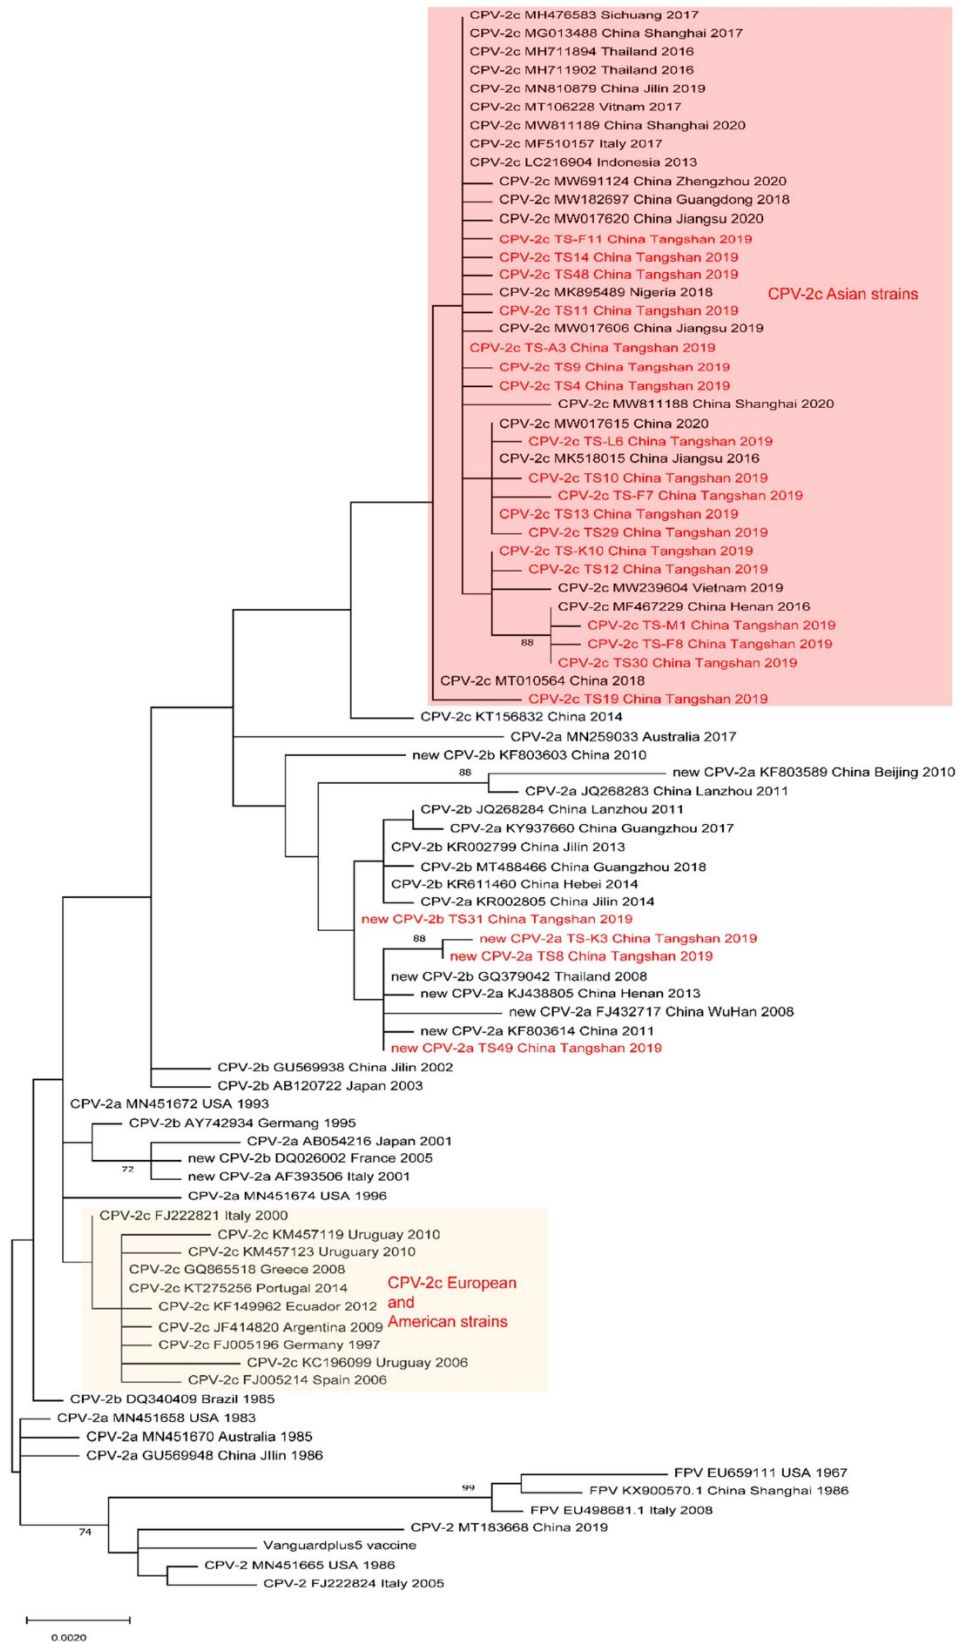 CPV-2c MH476583 Sichuang 2017
CPV-2c MG013488 China Shanghai 2017
CPV-2c MH711894 Thailand 2016
CPV-2c MH711902 Thailand 2016
CPV-2c MN810879 China Jilin 2019
CPV-2c MT106228 Vitnam 2017
CPV-2c MW811189 China Shanghai 2020
CPV-2c MF510157 Italy 2017
CPV-2c LC216904 Indonesia 2013
CPV-2c MW691124 China Zhengzhou 2020
CPV-2c MW182697 China Guangdong 2018
CPV-2c MW017620 China Jiangsu 2020
CPV-2c TS-F11 China Tangshan 2019
CPV-2c TS14 China Tangshan 2019
CPV-2c TS48 China Tangshan 2019
CPV-2c MK895489 Nigeria 2018
CPV-2c Asian strains
CPV-2c TS11 China Tangshan 2019
CPV-2c MW017606 China Jiangsu 2019
CPV-2c TS-A3 China Tangshan 2019
CPV-2c TS9 China Tangshan 2019
CPV-2c TS4 China Tangshan 2019
CPV-2c MW811188 China Shanghai 2020
CPV-2c MW017615 China 2020
CPV-2c TS-L6 China Tangshan 2019
CPV-2c MK518015 China Jiangsu 2016
CPV-2c TS10 China Tangshan 2019
CPV-2c TS-F7 China Tangshan 2019
CPV-2c TS13 China Tangshan 2019
CPV-2c TS29 China Tangshan 2019
CPV-2c TS-K10 China Tangshan 2019
CPV-2c TS12 China Tangshan 2019
CPV-2c MW239604 Vietnam 2019
CPV-2c MF467229 China Henan 2016
CPV-2c TS-M1 China Tangshan 2019
88
CPV-2c TS-F8 China Tangshan 2019
CPV-2c TS30 China Tangshan 2019
CPV-2c MT010564 China 2018
CPV-2c TS19 China Tangshan 2019
CPV-2c KT156832 China 2014
CPV-2a MN259033 Australia 2017
new CPV-2b KF803603 China 2010
88
new CPV-2a KF803589 China Beijing 2010
CPV-2a JQ268283 China Lanzhou 2011
CPV-2b JQ268284 China Lanzhou 2011
CPV-2a KY937660 China Guangzhou 2017
CPV-2b KR002799 China Jilin 2013
CPV-2b MT488466 China Guangzhou 2018
CPV-2b KR611460 China Hebei 2014
CPV-2a KR002805 China Jilin 2014
new CPV-2b TS31 China Tangshan 2019
88
new CPV-2a TS-K3 China Tangshan 2019
new CPV-2a TS8 China Tangshan 2019
new CPV-2b GQ379042 Thailand 2008
new CPV-2a KJ438805 China Henan 2013
new CPV-2a FJ432717 China WuHan 2008
new CPV-2a KF803614 China 2011
new CPV-2a TS49 China Tangshan 2019
CPV-2b GU569938 China Jilin 2002
CPV-2b AB120722 Japan 2003
CPV-2a MN451672 USA 1993
CPV-2b AY742934 Germang 1995
CPV-2a AB054216 Japan 2001
new CPV-2b DQ026002 France 2005
72
new CPV-2a AF393506 Italy 2001
CPV-2a MN451674 USA 1996
CPV-2c FJ222821 Italy 2000
CPV-2c KM457119 Uruguay 2010
CPV-2c KM457123 Uruguary 2010
CPV-2c GQ865518 Greece 2008
CPV-2c KT275256 Portugal 2014
CPV-2c KF149962 Ecuador 2012
CPV-2c JF414820 Argentina 2009
CPV-2c European
and
American strains
CPV-2c FJ005196 Germany 1997
CPV-2c KC196099 Uruguay 2006
CPV-2c FJ005214 Spain 2006
CPV-2b DQ340409 Brazil 1985
CPV-2a MN451658 USA 1983
CPV-2a MN451670 Australia 1985
CPV-2a GU569948 China JIlin 1986
FPV EU659111 USA 1967
99
FPV KX900570.1 China Shanghai 1986
FPV EU498681.1 Italy 2008
74
CPV-2 MT183668 China 2019
Vanguardplus5 vaccine
CPV-2 MN451665 USA 1986
CPV-2 FJ222824 Italy 2005
0.0020